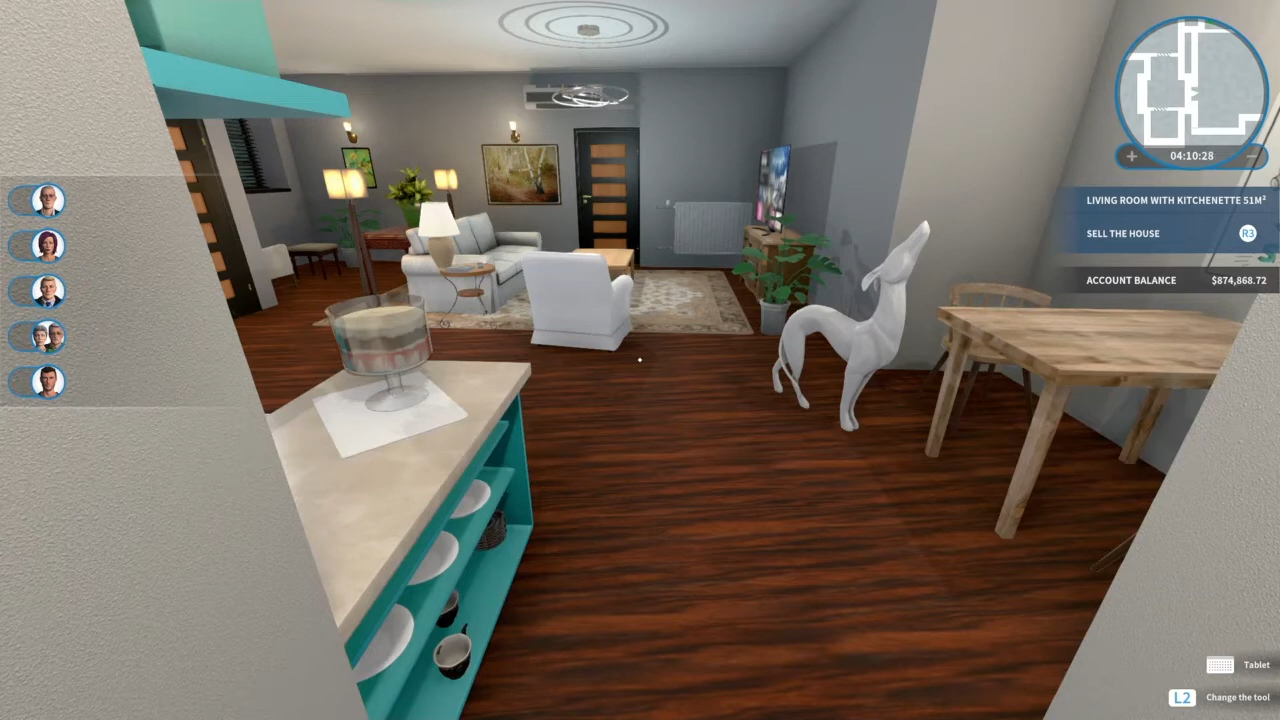 04:10:28
LIVING ROOM WITH KITCHENETTE 51M²
SELL THE HOUSE
R3
ACCOUNT BALANCE $874,868.72
Tablet
L2 Change the tool